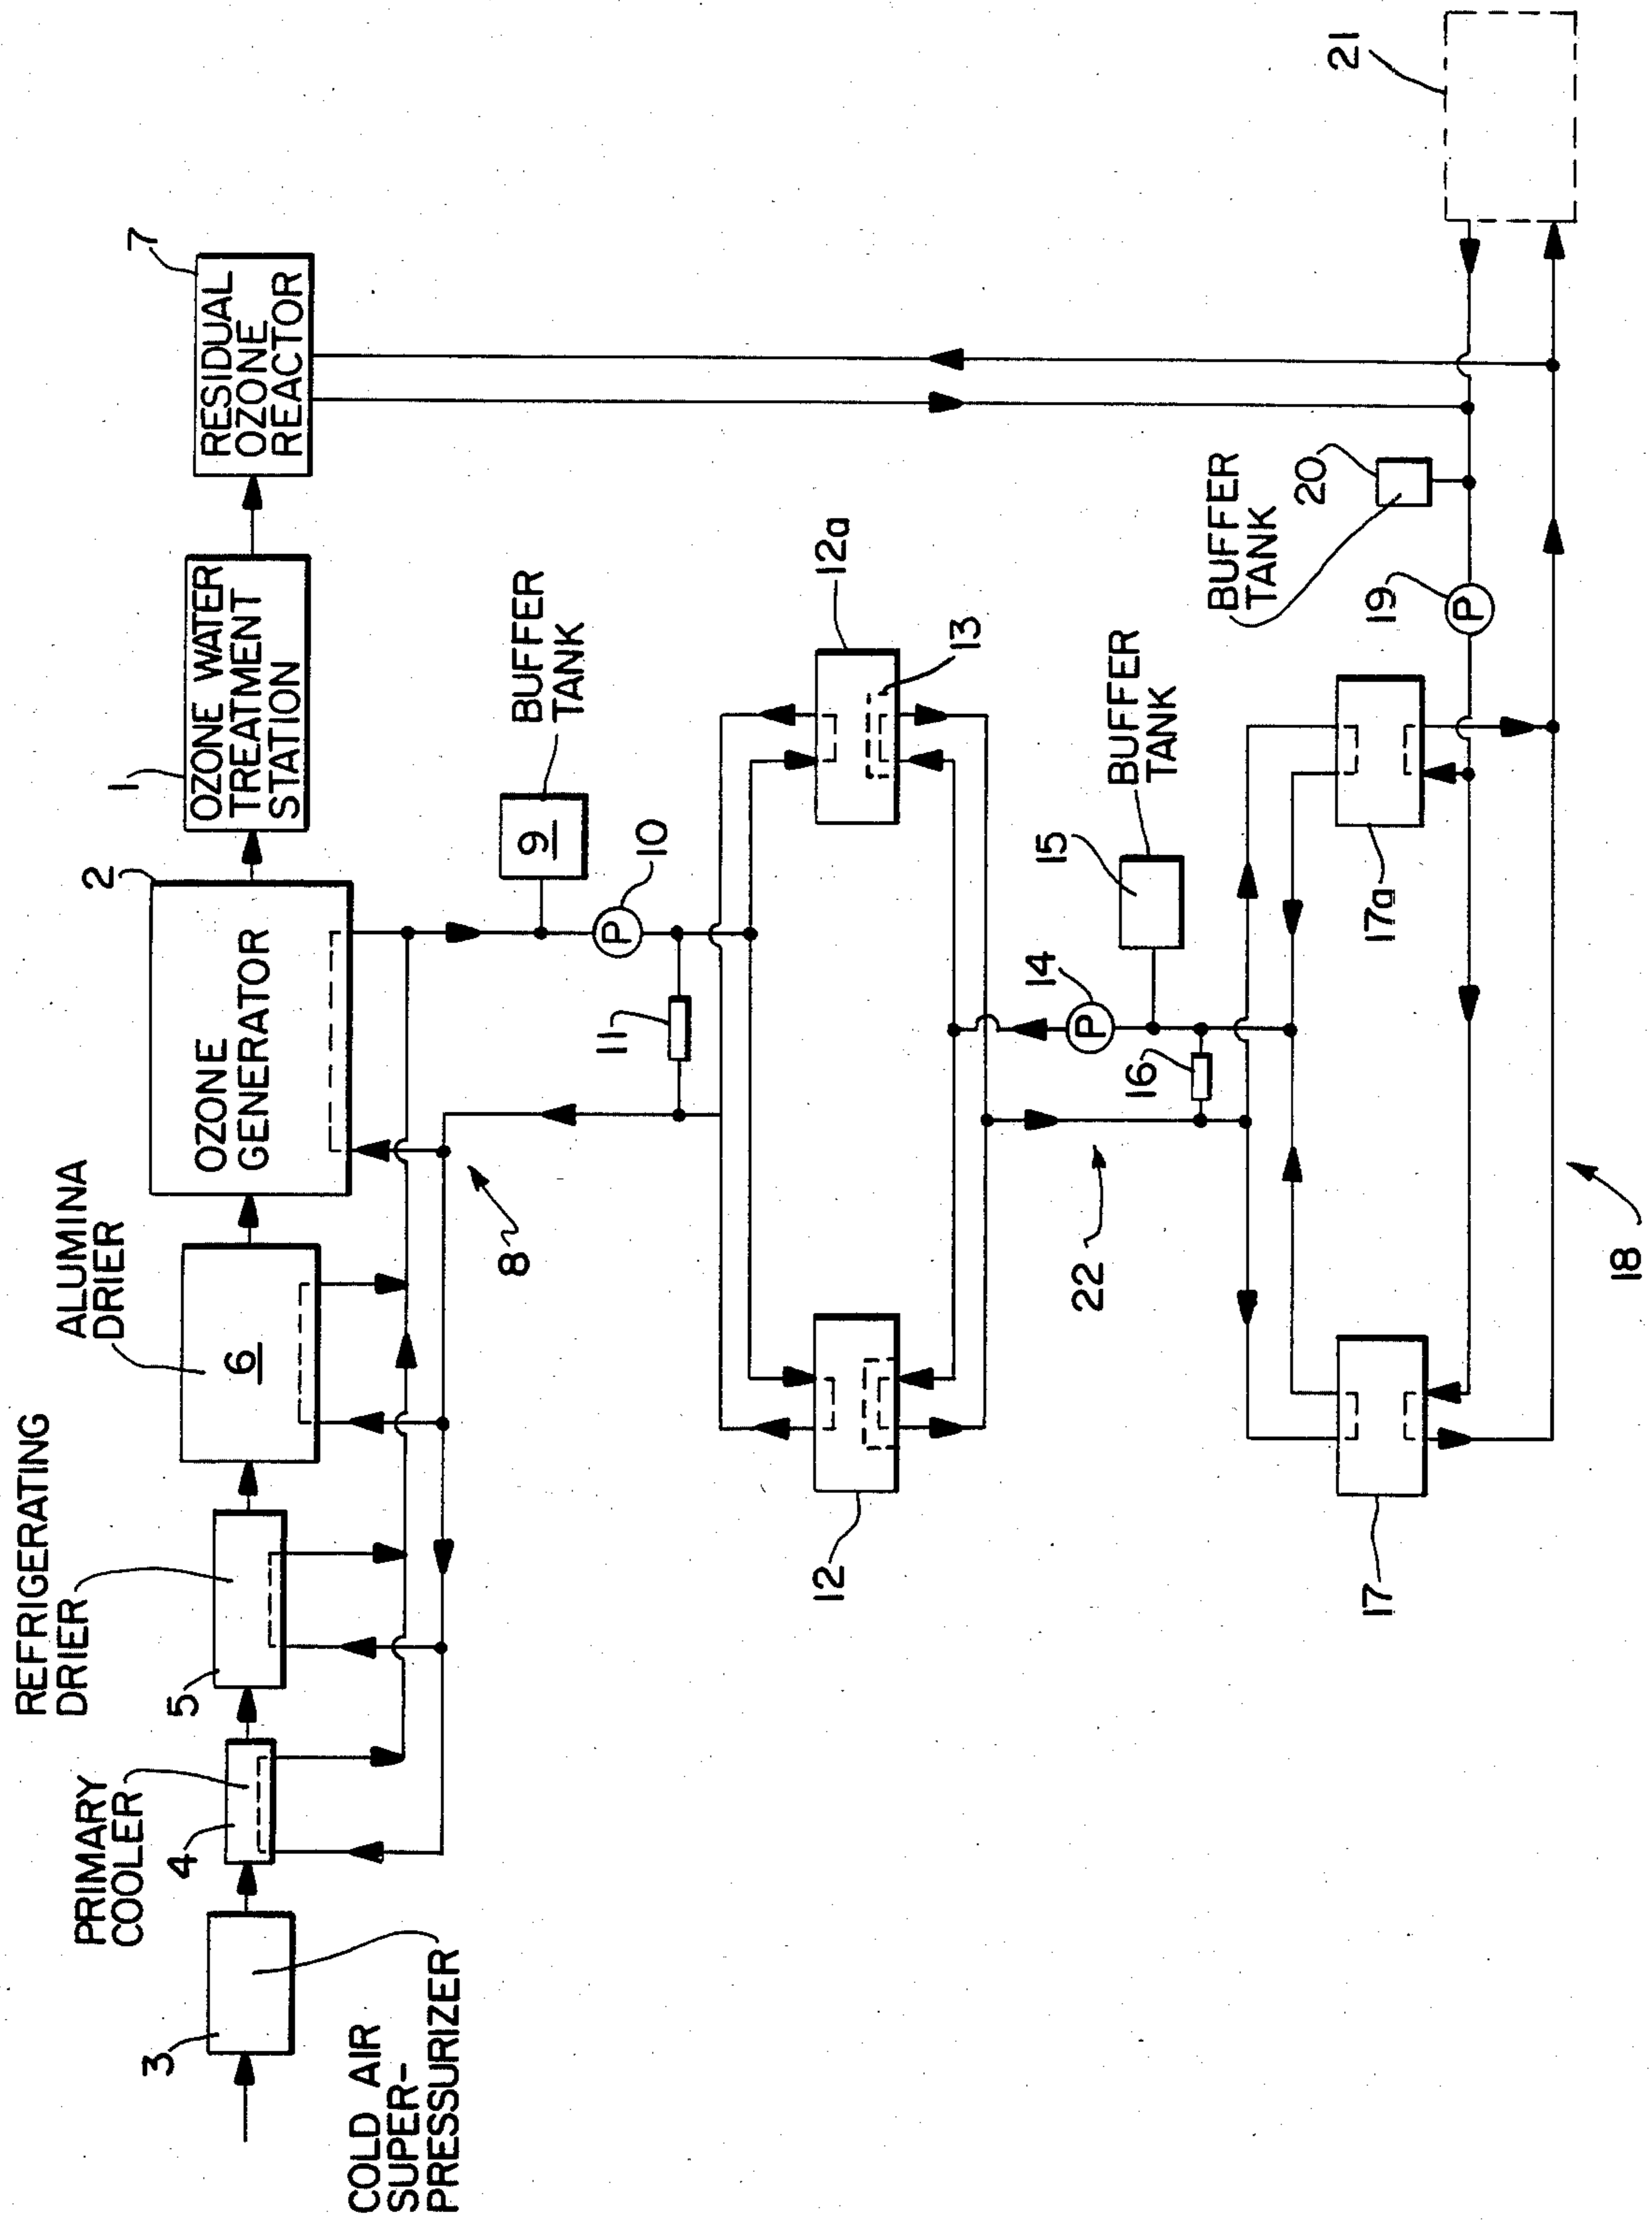 COLD AIR
SUPER-
PRESSURIZER
3
PRIMARY
COOLER
4
REFRIGERATING
DRIER
5
ALUMINA
DRIER
6
2
OZONE
GENERATOR
1
OZONE WATER
TREATMENT
STATION
7
RESIDUAL
OZONE
REACTOR
8
9
BUFFER
TANK
P
10
11
12
12a
13
P
14
15
BUFFER
TANK
16
22
17
17a
18
P
19
BUFFER
TANK
20
21